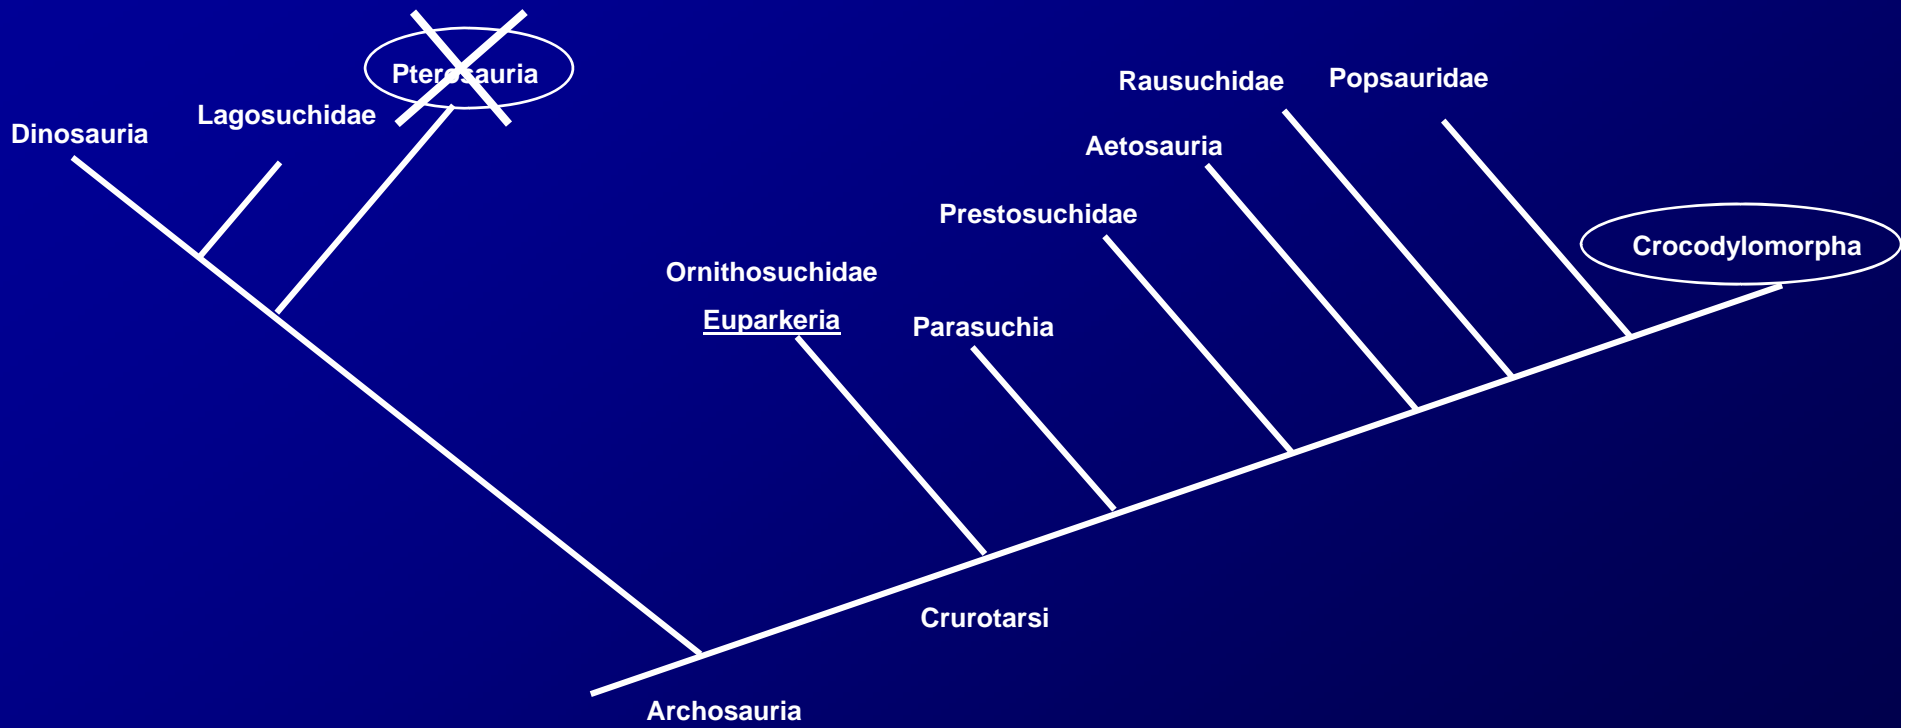 Pterosauria
Rausuchidae
Popsauridae
Lagosuchidae
Dinosauria
Aetosauria
Prestosuchidae
Crocodylomorpha
Ornithosuchidae
Euparkeria
Parasuchia
Crurotarsi
Archosauria